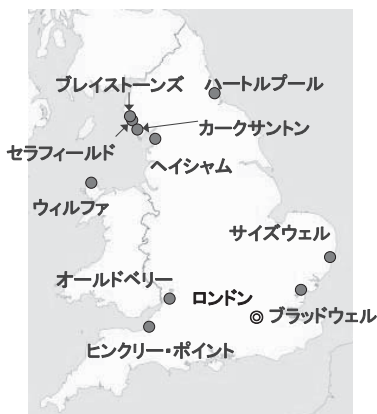 ブレイストーンズ
ハートルプール
カークサントン
セラフィールド
ヘイシャム
ウィルファ
サイズウェル
オールドベリー
ロンドン
ブラッドウェル
ヒンクリー・ポイント